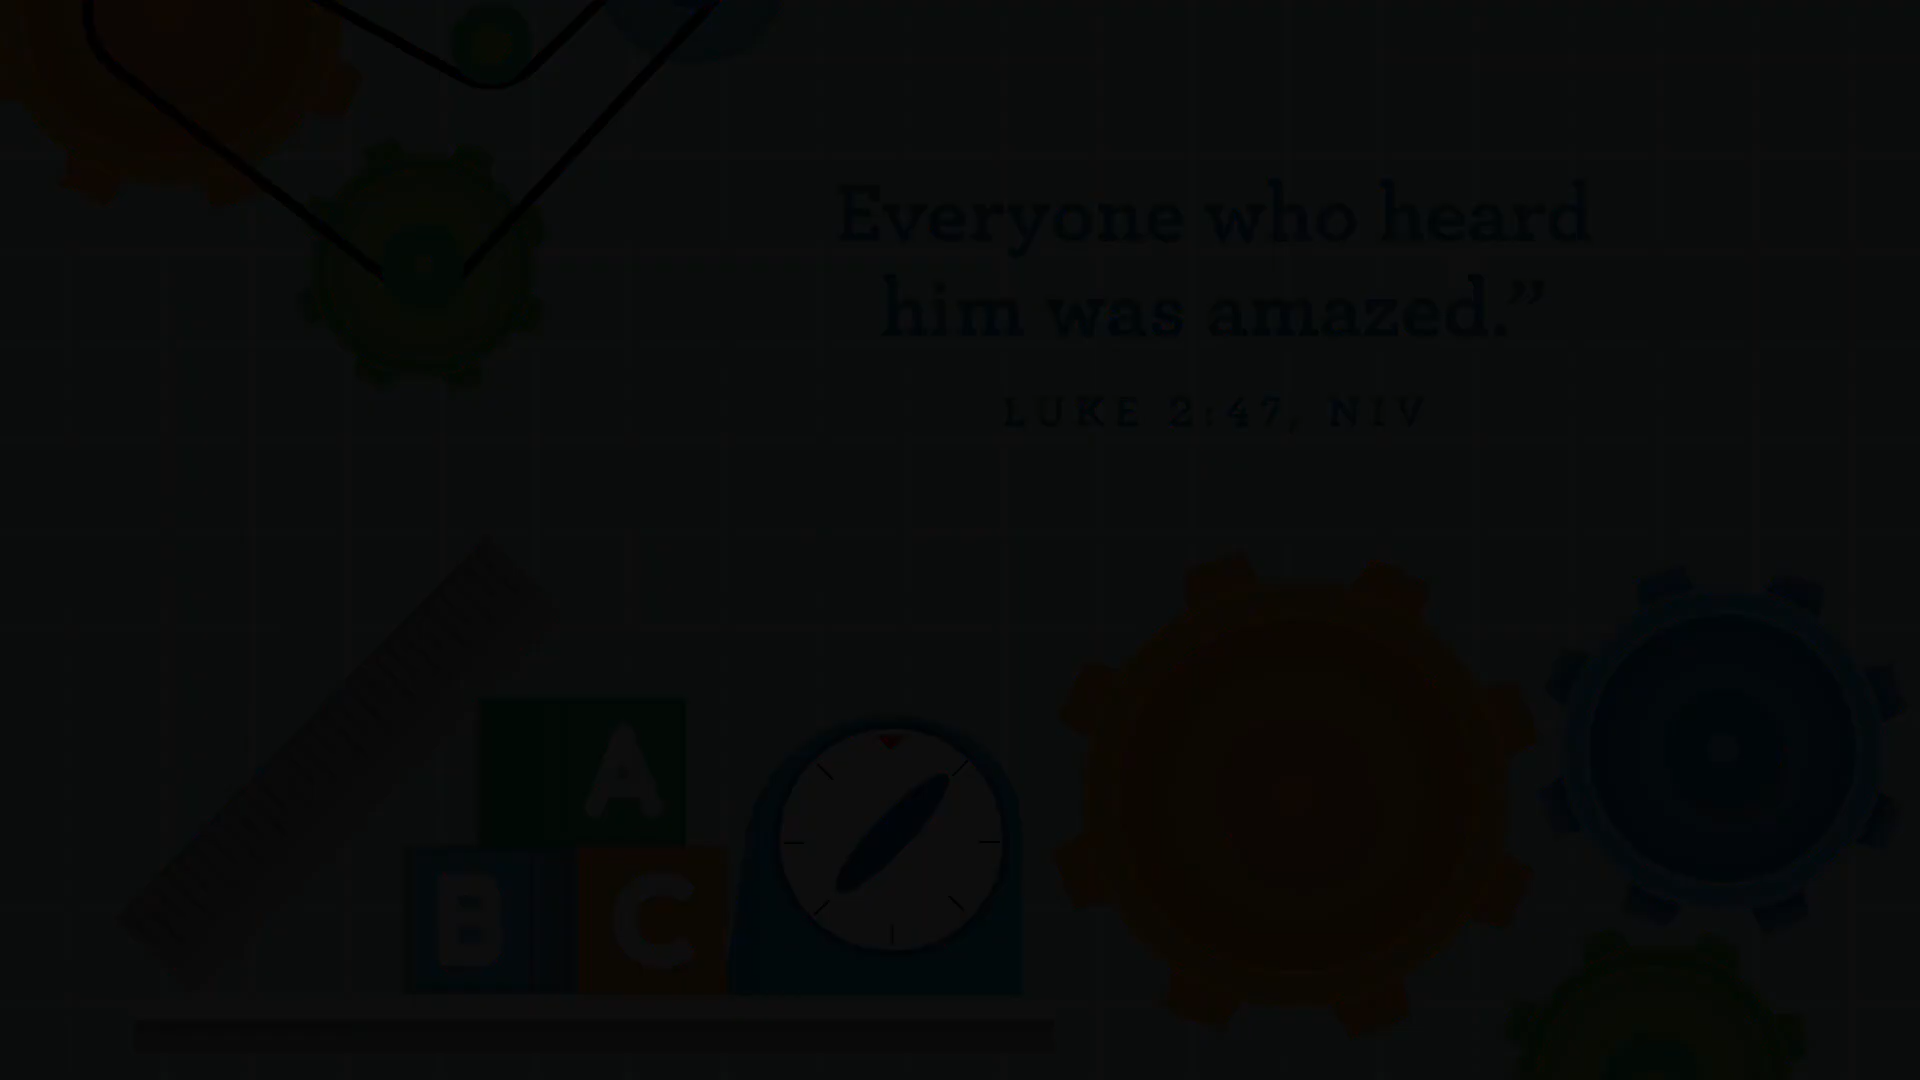 Everyone who heard
him was amazed.”
LUKE 2:47, NIV
A
B C